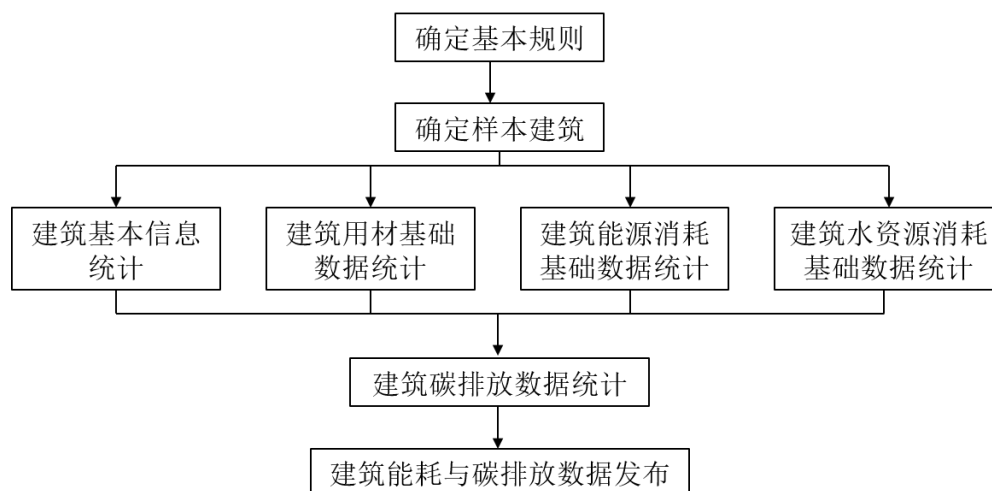 确定基本规则
确定样本建筑
建筑基本信息
统计
建筑用材基础
数据统计
建筑能源消耗
基础数据统计
建筑水资源消耗
基础数据统计
建筑碳排放数据统计
建筑能耗与碳排放数据发布